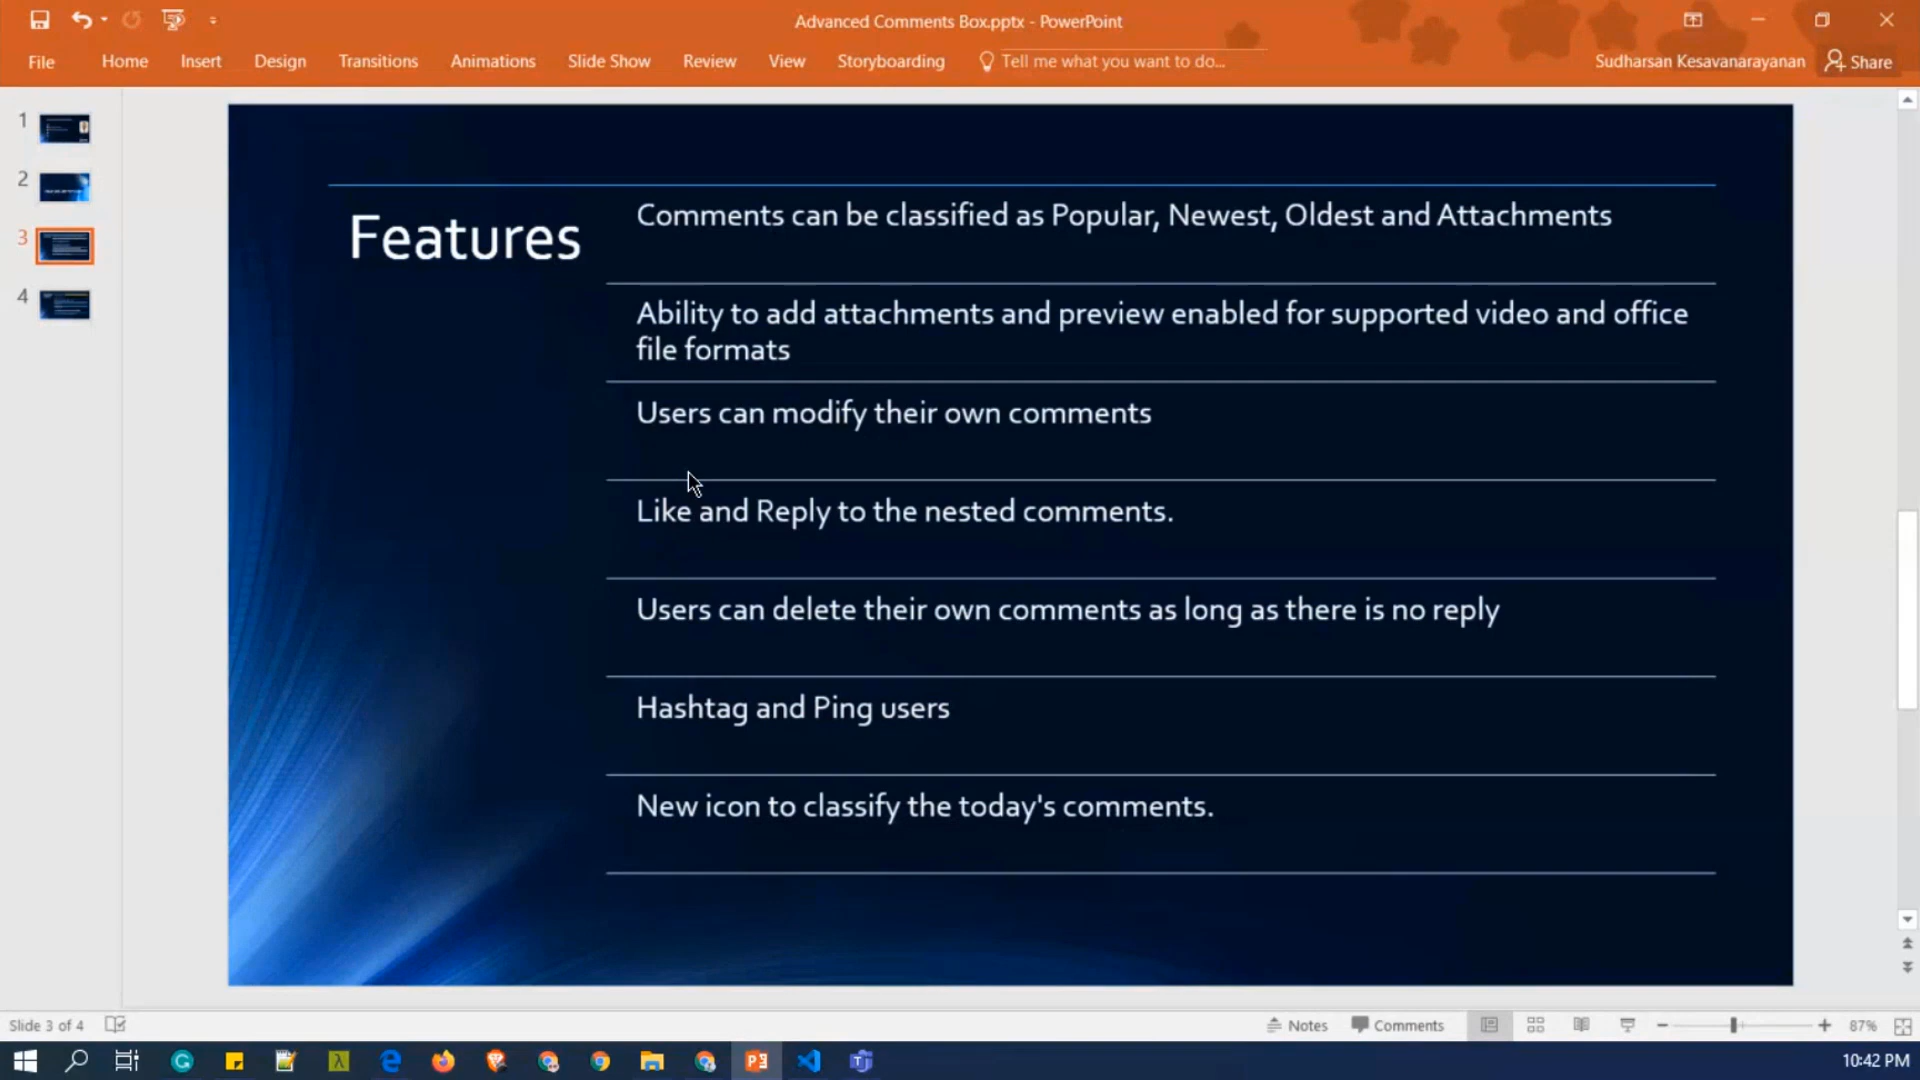 Advanced Comments Box.pptx - PowerPoint
File Home Insert Design Transitions Animations Slide Show Review View Storyboarding Tell me what you want to do... Sudharsan Kesavanarayanan Share
1
2
3
4
Features
Comments can be classified as Popular, Newest, Oldest and Attachments
Ability to add attachments and preview enabled for supported video and office
file formats
Users can modify their own comments
Like and Reply to the nested comments.
Users can delete their own comments as long as there is no reply
Hashtag and Ping users
New icon to classify the today's comments.
Slide 3 of 4 Notes Comments 87%
10:42 PM